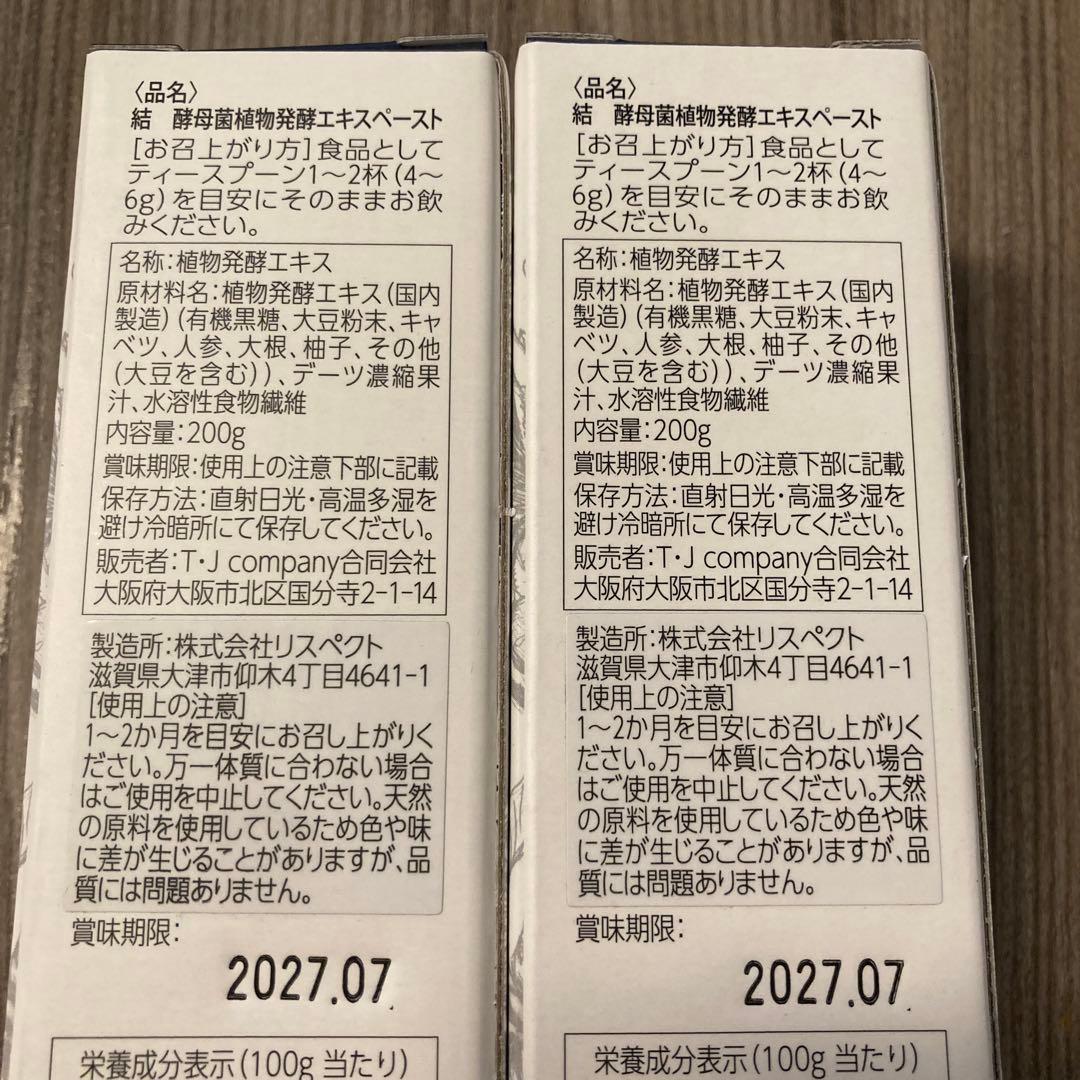 〈品名〉
結　酵母菌植物発酵エキスペースト
[お召上がり方]食品として
ティースプーン1〜2杯(4〜
6g)を目安にそのままお飲
みください。
名称:植物発酵エキス
原材料名:植物発酵エキス(国内
製造)(有機黒糖、大豆粉末、キャ
ベツ、人参、大根、柚子、その他
(大豆を含む))、デーツ濃縮果
汁、水溶性食物繊維
内容量:200g
賞味期限:使用上の注意下部に記載
保存方法:直射日光・高温多湿を
避け冷暗所にて保存してください。
販売者:T・J company合同会社
大阪府大阪市北区国分寺2-1-14
製造所:株式会社リスペクト
滋賀県大津市仰木4丁目4641-1
[使用上の注意]
1〜2か月を目安にお召し上がりく
ださい。万一体質に合わない場合
はご使用を中止してください。天然
の原料を使用しているため色や味
に差が生じることがありますが、品
質には問題ありません。
賞味期限:
2027.07
栄養成分表示(100g 当たり)
〈品名〉
結　酵母菌植物発酵エキスペースト
[お召上がり方]食品として
ティースプーン1〜2杯(4〜
6g)を目安にそのままお飲
みください。
名称:植物発酵エキス
原材料名:植物発酵エキス(国内
製造)(有機黒糖、大豆粉末、キャ
ベツ、人参、大根、柚子、その他
(大豆を含む))、デーツ濃縮果
汁、水溶性食物繊維
内容量:200g
賞味期限:使用上の注意下部に記載
保存方法:直射日光・高温多湿を
避け冷暗所にて保存してください。
販売者:T・J company合同会社
大阪府大阪市北区国分寺2-1-14
製造所:株式会社リスペクト
滋賀県大津市仰木4丁目4641-1
[使用上の注意]
1〜2か月を目安にお召し上がりく
ださい。万一体質に合わない場合
はご使用を中止してください。天然
の原料を使用しているため色や味
に差が生じることがありますが、品
質には問題ありません。
賞味期限:
2027.07
栄養成分表示(100g 当たり)